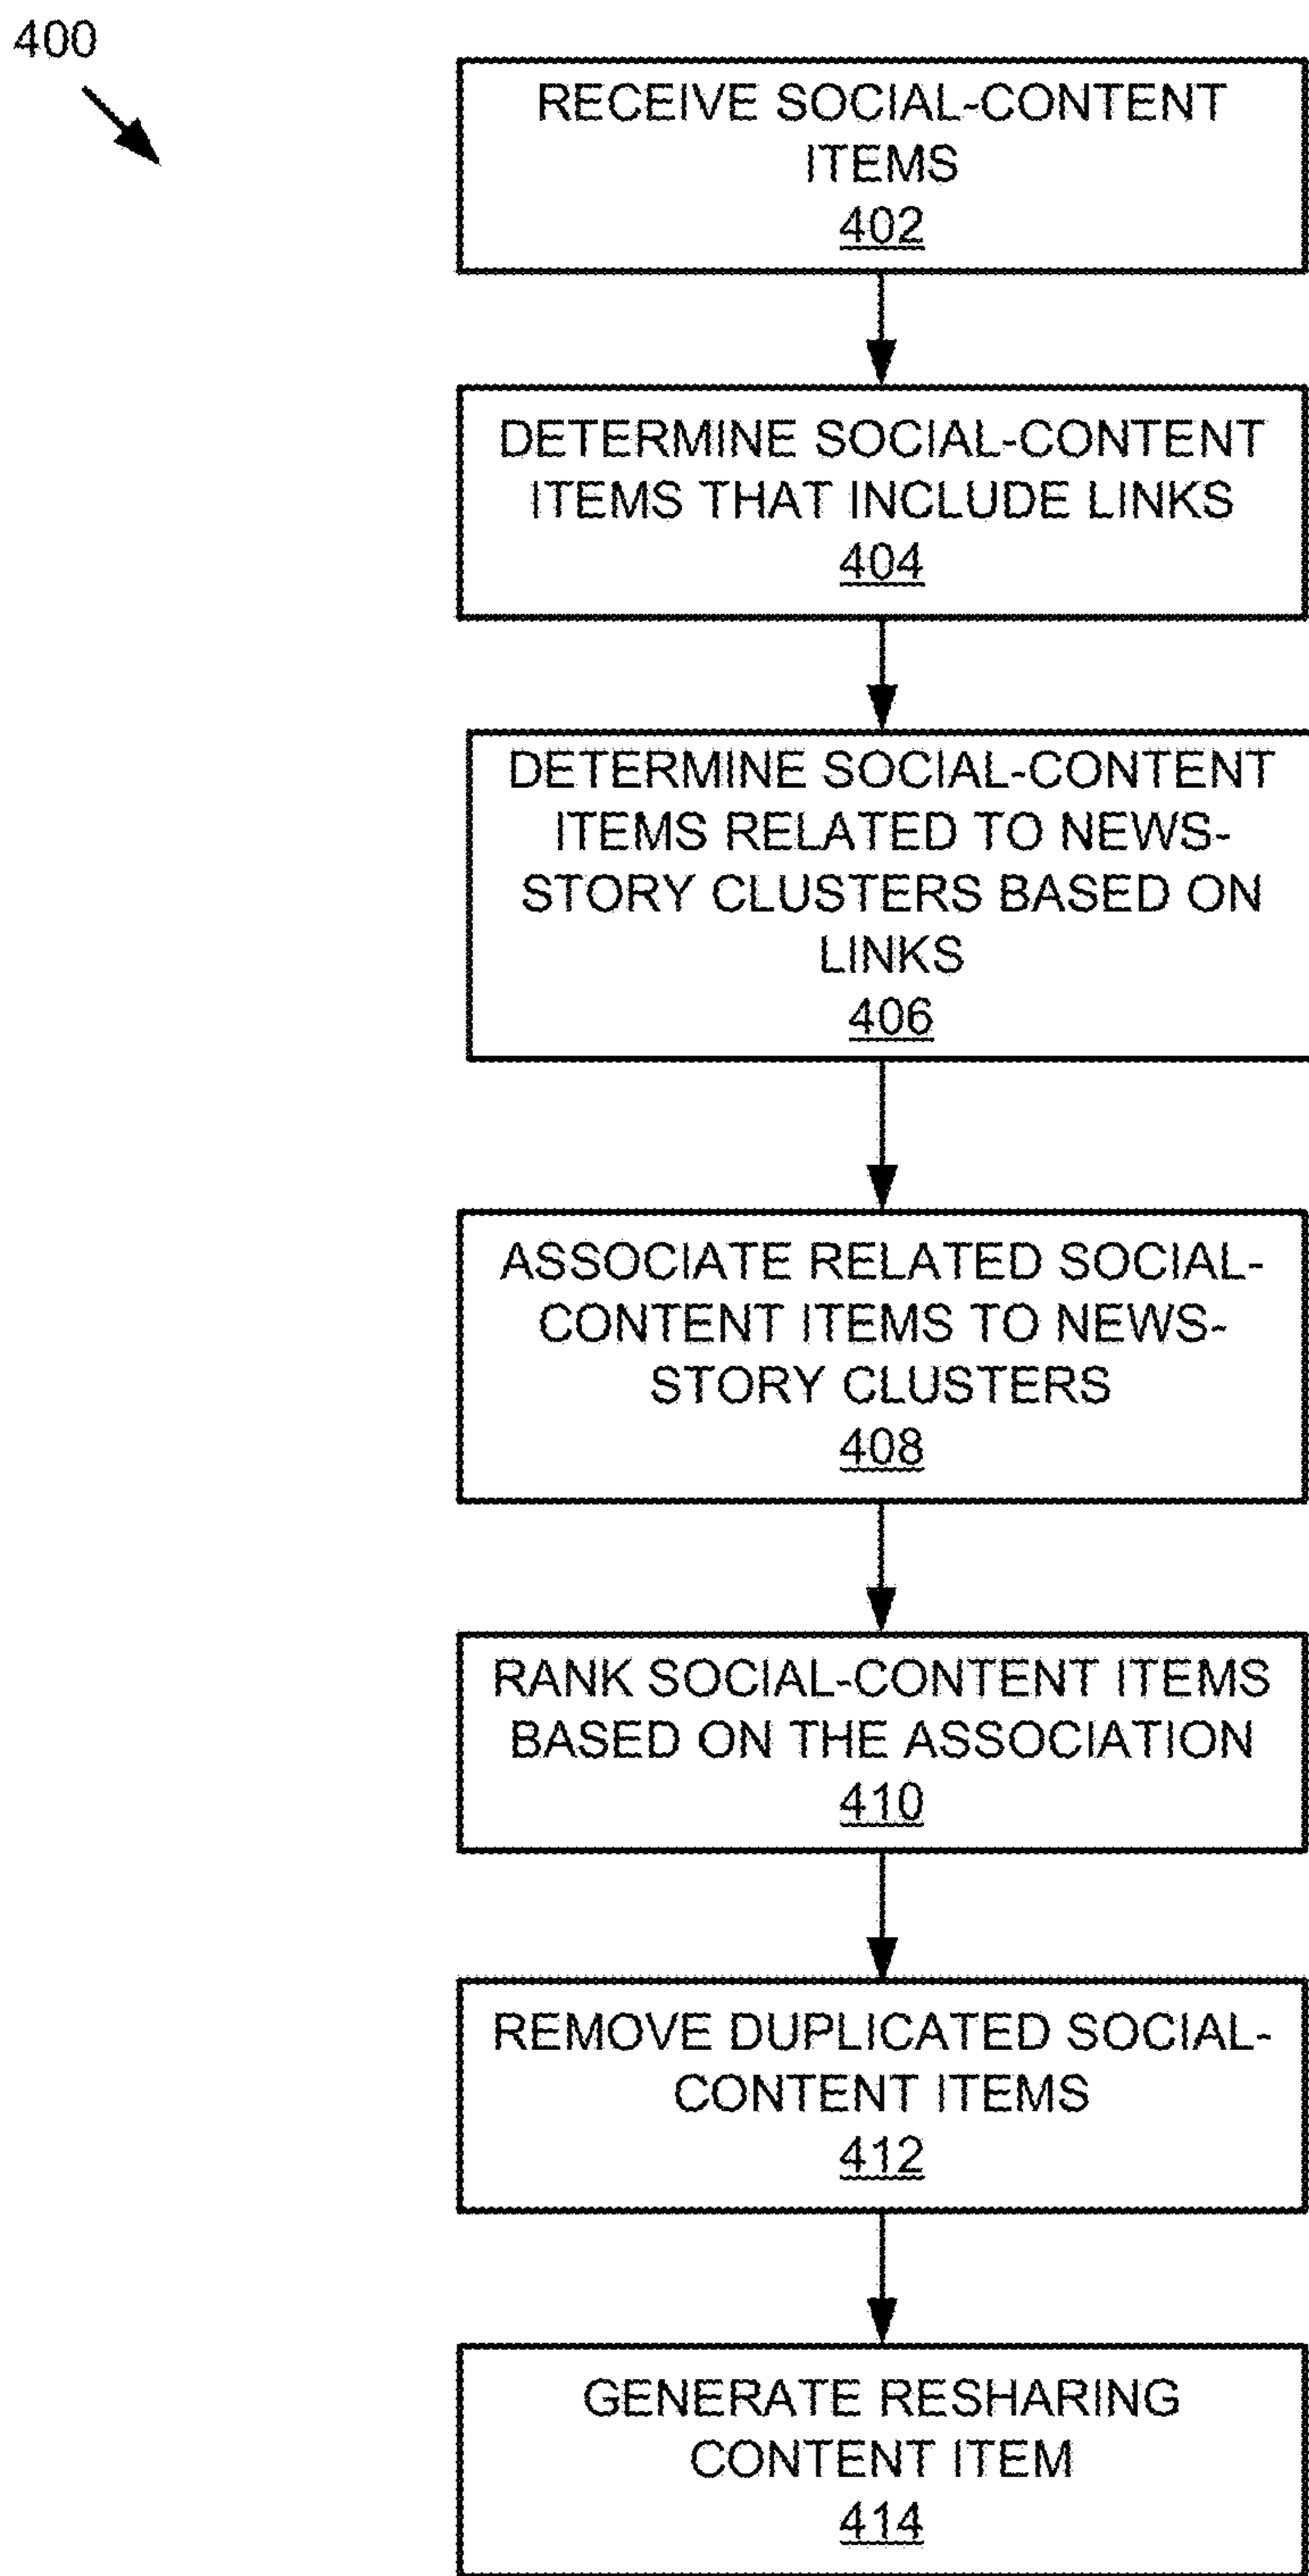 400
RECEIVE SOCIAL-CONTENT
ITEMS
402
DETERMINE SOCIAL-CONTENT
ITEMS THAT INCLUDE LINKS
404
DETERMINE SOCIAL-CONTENT
ITEMS RELATED TO NEWS-
STORY CLUSTERS BASED ON
LINKS
406
ASSOCIATE RELATED SOCIAL-
CONTENT ITEMS TO NEWS-
STORY CLUSTERS
408
RANK SOCIAL-CONTENT ITEMS
BASED ON THE ASSOCIATION
410
REMOVE DUPLICATED SOCIAL-
CONTENT ITEMS
412
GENERATE RESHARING
CONTENT ITEM
414